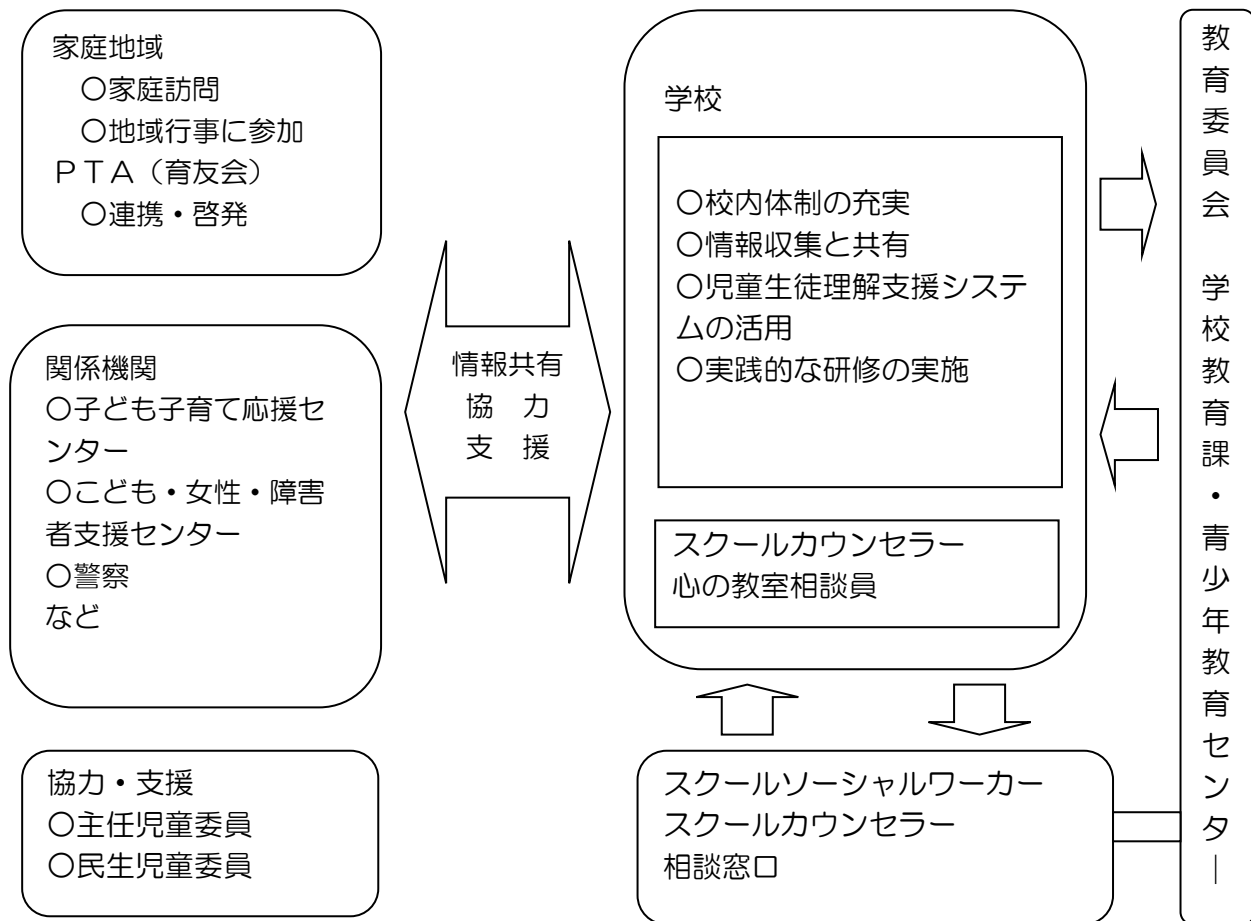 家庭地域
○家庭訪問
○地域行事に参加
ＰＴＡ（育友会）
○連携・啓発
関係機関
○子ども子育て応援セ
ンター
○こども・女性・障害
者支援センター
○警察
など
協力・支援
○主任児童委員
○民生児童委員
情報共有
協　力
支　援
学校
○校内体制の充実
○情報収集と共有
○児童生徒理解支援システ
ムの活用
○実践的な研修の実施
スクールカウンセラー
心の教室相談員
スクールソーシャルワーカー
スクールカウンセラー
相談窓口
教育委員会　学校教育課・青少年教育センター